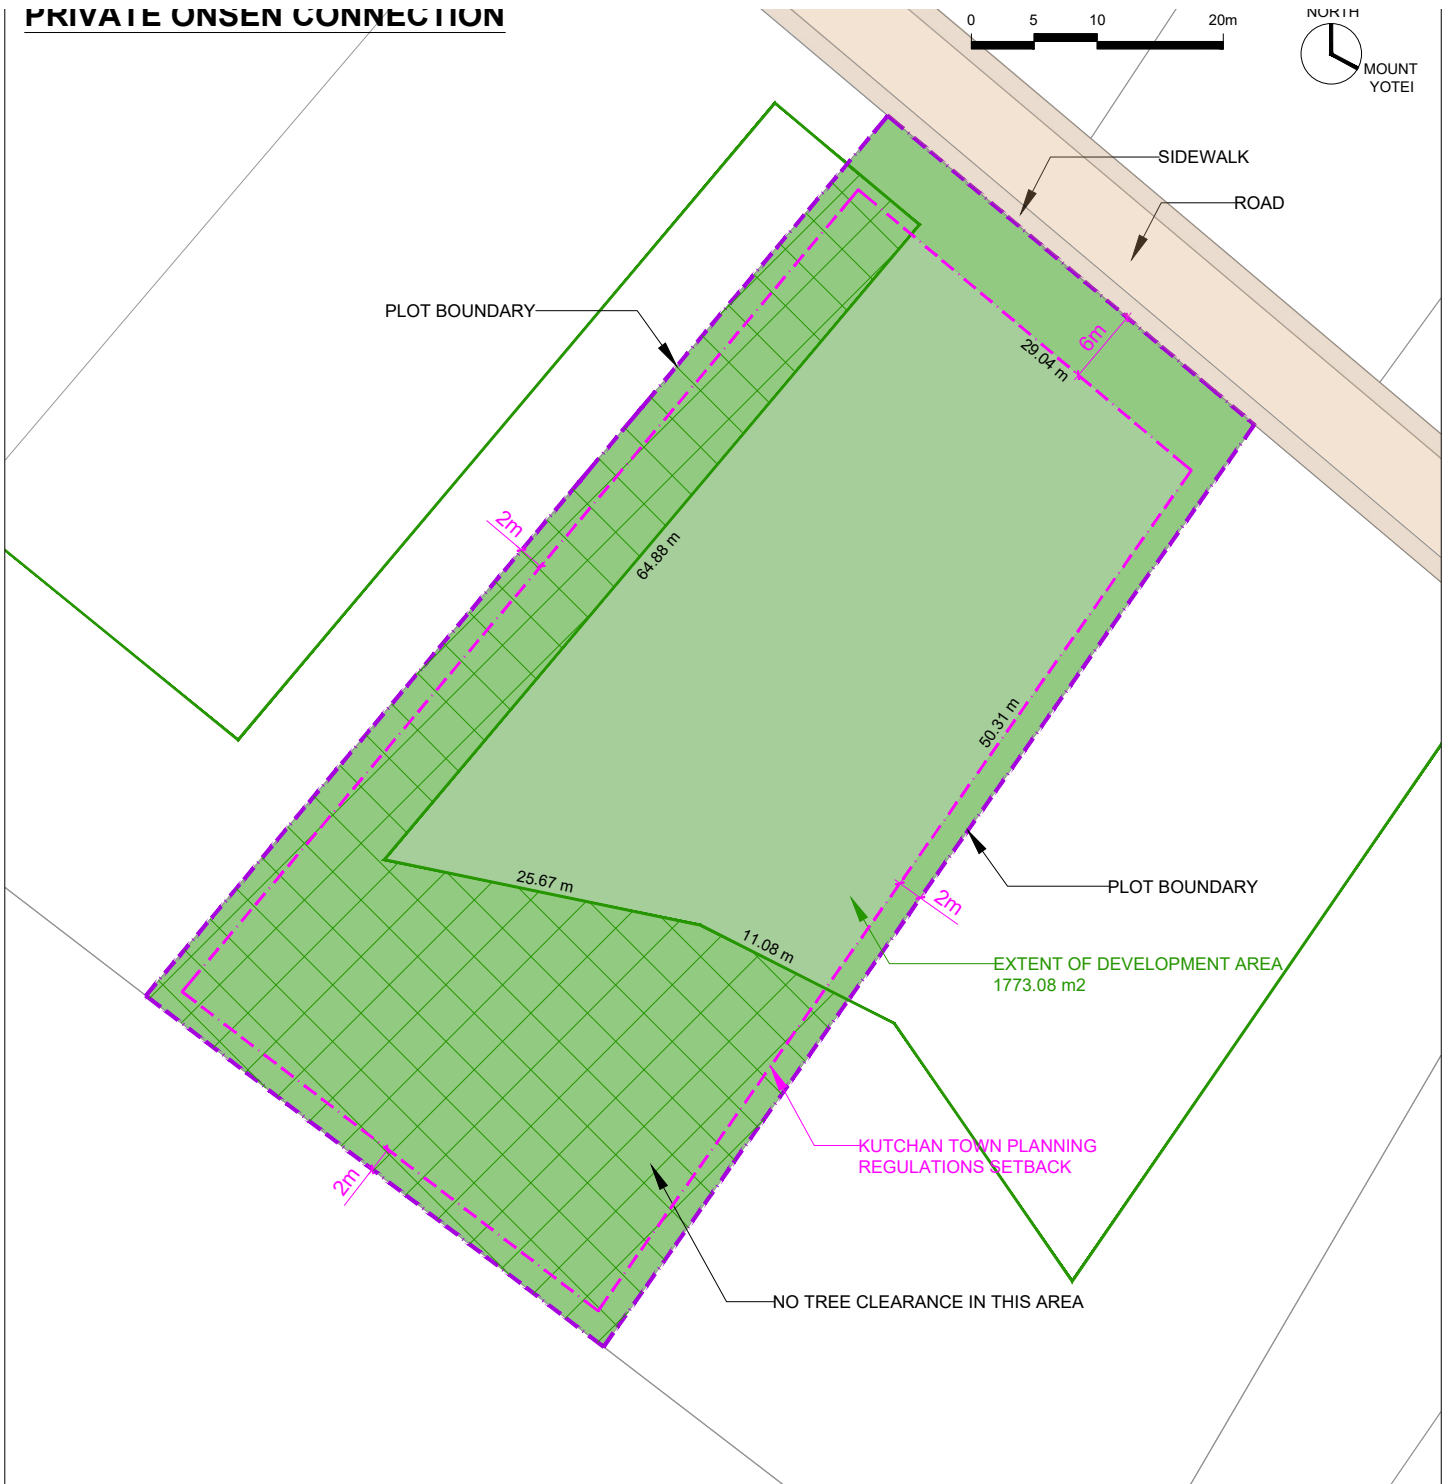 PRIVATE ONSEN CONNECTION
0 5 10 20m
NORTH
MOUNT
YOTEI
SIDEWALK
ROAD
PLOT BOUNDARY
6m
29.04 m
2m
64.88 m
50.31 m
25.67 m
PLOT BOUNDARY
2m
11.08 m
EXTENT OF DEVELOPMENT AREA
1773.08 m2
KUTCHAN TOWN PLANNING
REGULATIONS SETBACK
2m
NO TREE CLEARANCE IN THIS AREA